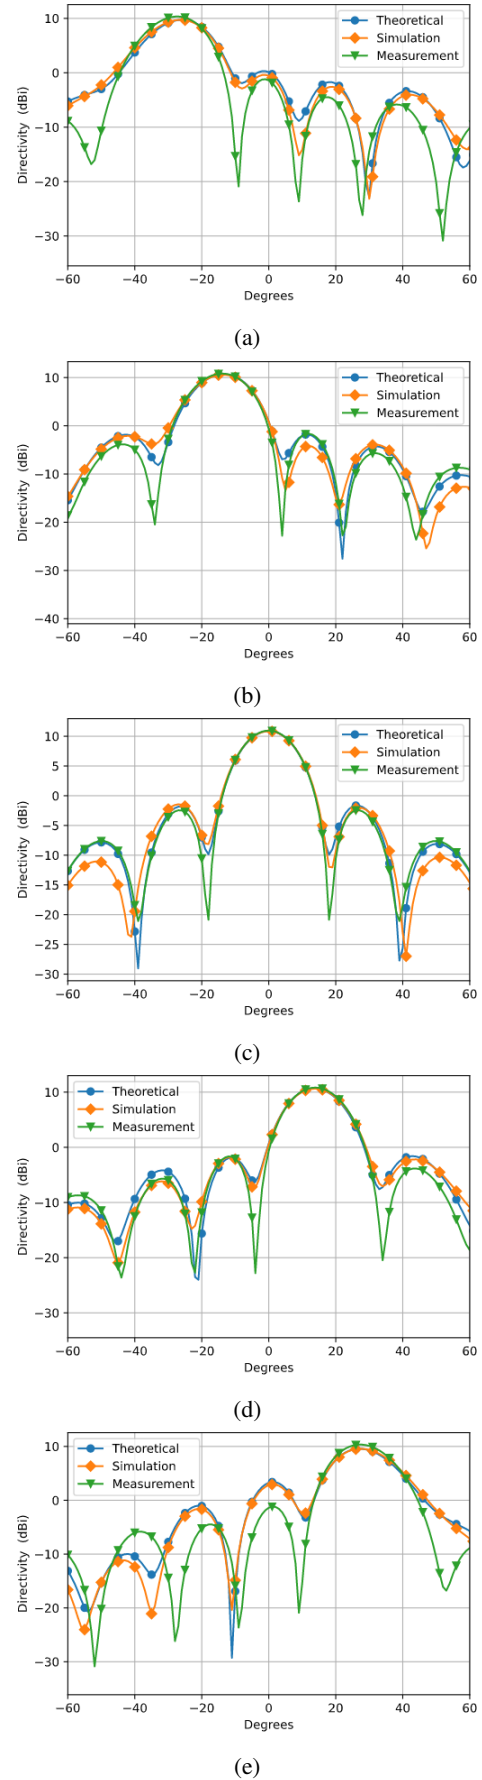 10
0
−10
−20
−30
Directivity (dBi)
Theoretical
Simulation
Measurement
−60 −40 −20 0 20 40 60
Degrees
(a)
10
0
−10
−20
−30
−40
Directivity (dBi)
Theoretical
Simulation
Measurement
−60 −40 −20 0 20 40 60
Degrees
(b)
10
5
0
−5
−10
−15
−20
−25
−30
Directivity (dBi)
Theoretical
Simulation
Measurement
−60 −40 −20 0 20 40 60
Degrees
(c)
10
0
−10
−20
−30
Directivity (dBi)
Theoretical
Simulation
Measurement
−60 −40 −20 0 20 40 60
Degrees
(d)
10
0
−10
−20
−30
Directivity (dBi)
Theoretical
Simulation
Measurement
−60 −40 −20 0 20 40 60
Degrees
(e)